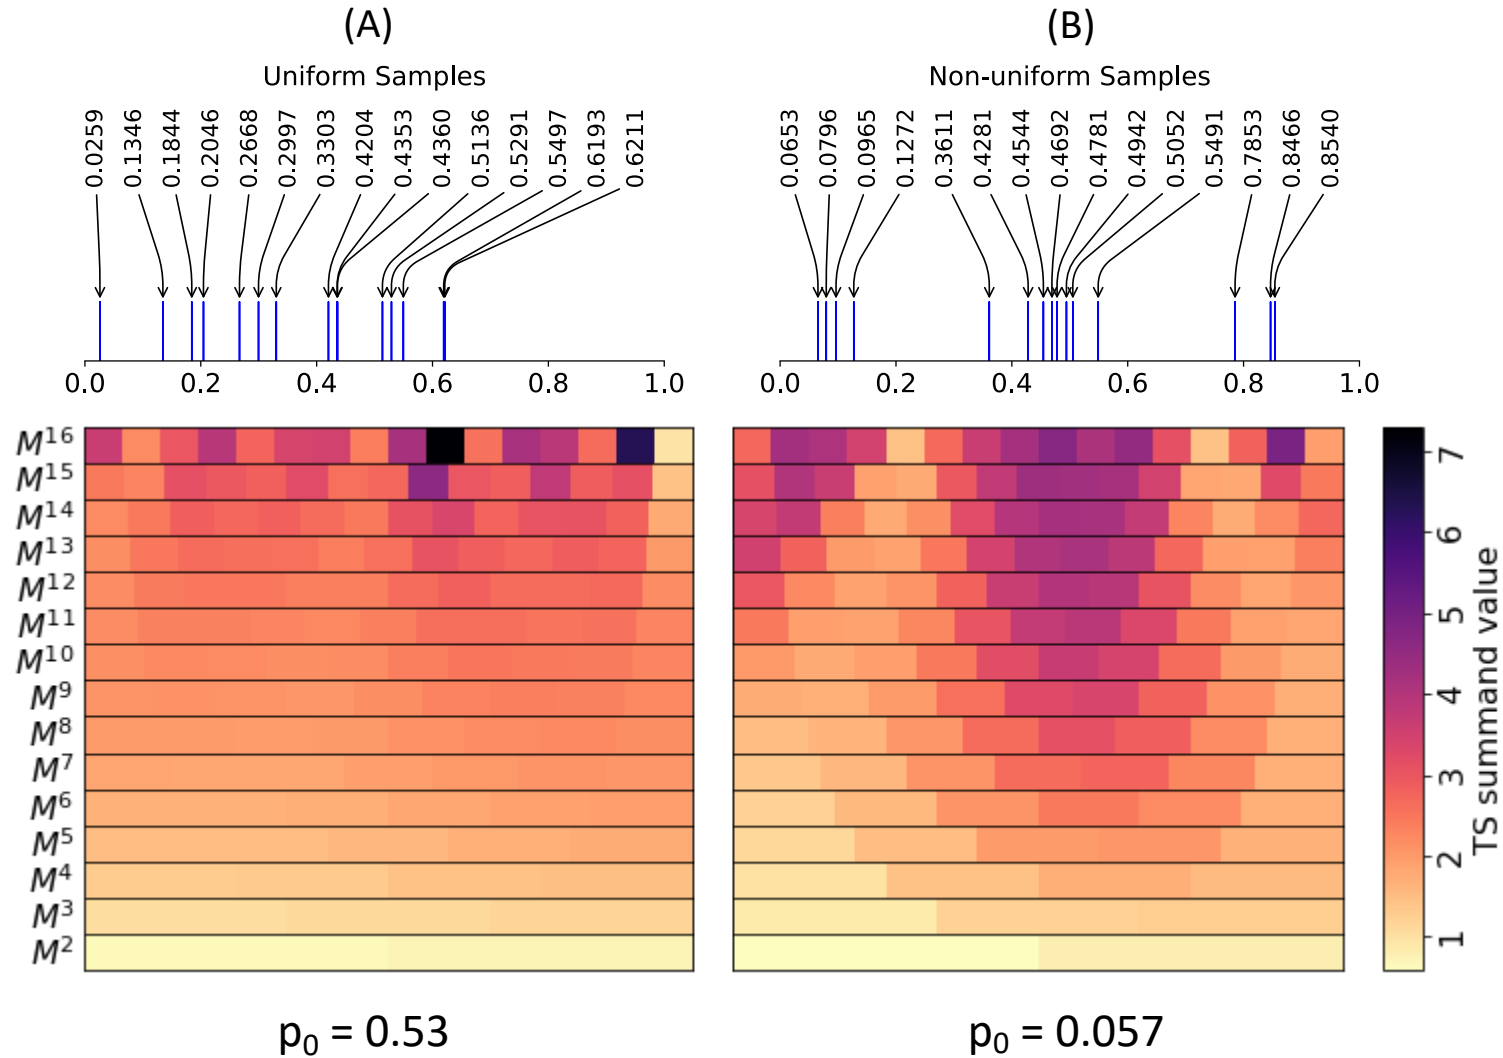 (A)
Uniform Samples
0.0259
0.1346
0.1844
0.2046
0.2668
0.2997
0.3303
0.4204
0.4353
0.4360
0.5136
0.5291
0.5497
0.6193
0.6211
0.0 0.2 0.4 0.6 0.8 1.0
(B)
Non-uniform Samples
0.0653
0.0796
0.0965
0.1272
0.3611
0.4281
0.4544
0.4692
0.4781
0.4942
0.5052
0.5491
0.7853
0.8466
0.8540
0.0 0.2 0.4 0.6 0.8 1.0
M¹⁶
M¹⁵
M¹⁴
M¹³
M¹²
M¹¹
M¹⁰
M⁹
M⁸
M⁷
M⁶
M⁵
M⁴
M³
M²
7
6
5
4
3
2
1
TS summand value
p₀ = 0.53
p₀ = 0.057